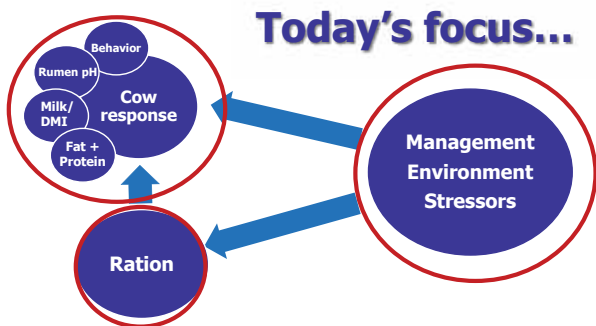 Today's focus...
Behavior
Rumen pH
Milk/
DMI
Fat +
Protein
Cow
response
Management
Environment
Stressors
Ration